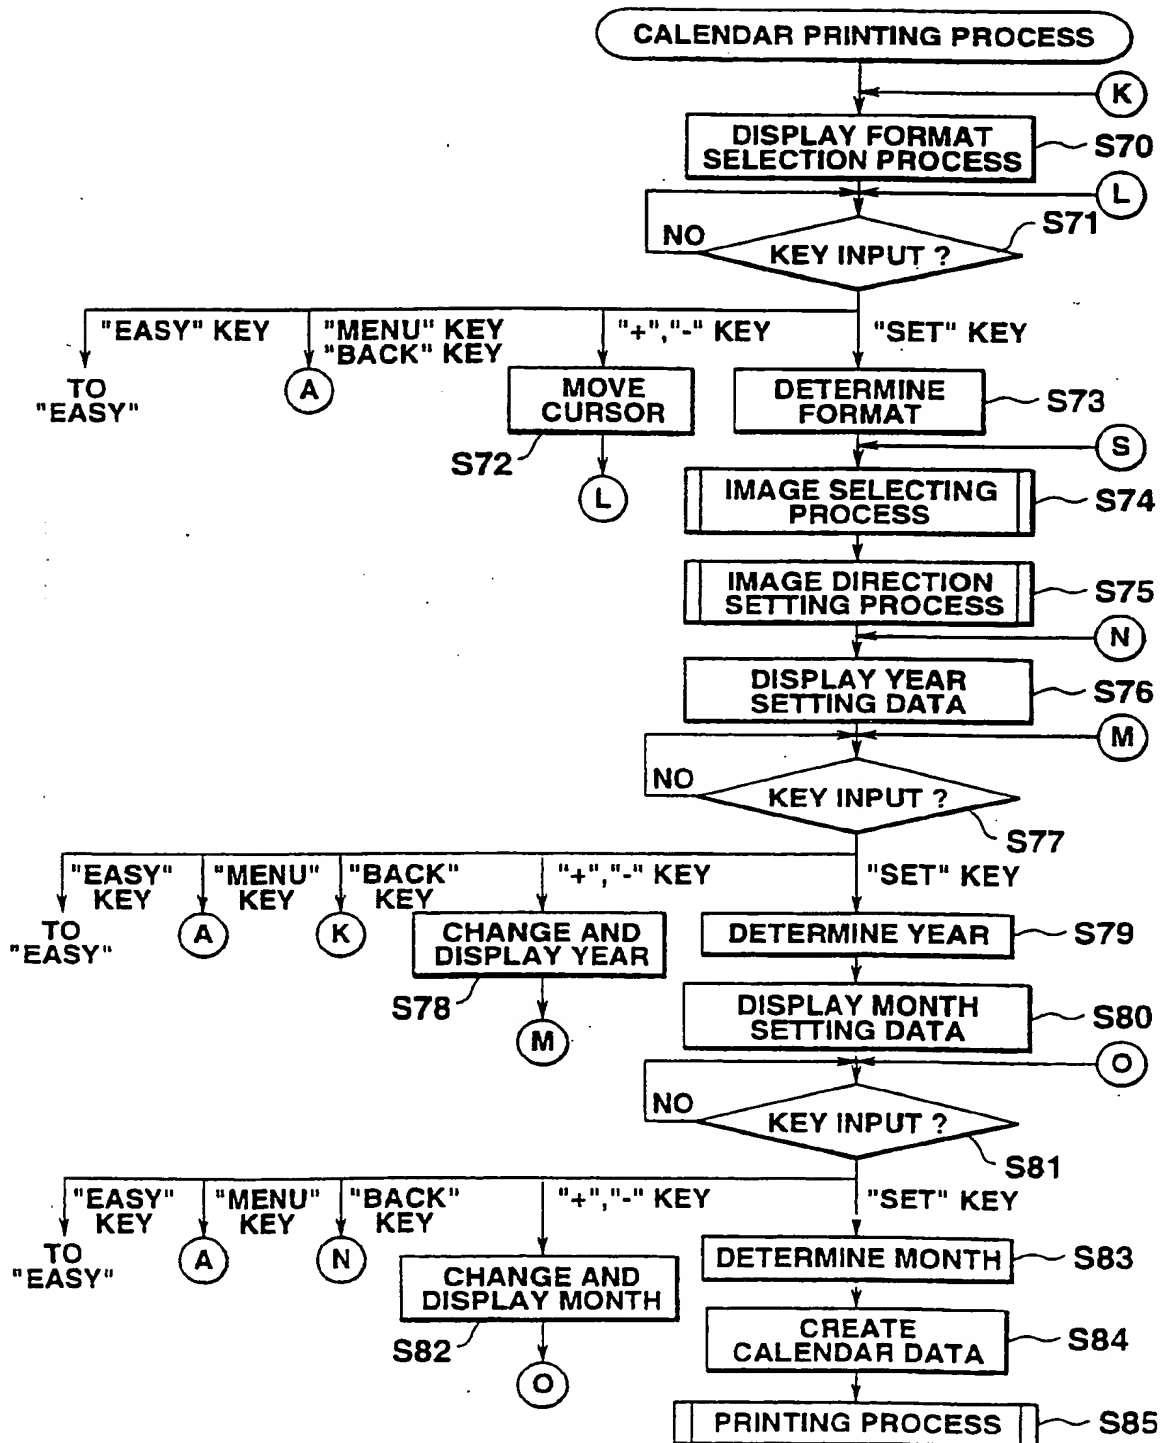 CALENDAR PRINTING PROCESS
K
DISPLAY FORMAT
SELECTION PROCESS
S70
L
S71
NO
KEY INPUT ?
"EASY" KEY
"MENU" KEY
"BACK" KEY
"+","-" KEY
"SET" KEY
TO
"EASY"
A
MOVE
CURSOR
S72
L
DETERMINE
FORMAT
S73
S
IMAGE SELECTING
PROCESS
S74
IMAGE DIRECTION
SETTING PROCESS
S75
N
DISPLAY YEAR
SETTING DATA
S76
M
NO
KEY INPUT ?
S77
"EASY"
KEY
"MENU"
KEY
"BACK"
KEY
"+","-" KEY
"SET" KEY
TO
"EASY"
A
K
CHANGE AND
DISPLAY YEAR
S78
M
DETERMINE YEAR
S79
DISPLAY MONTH
SETTING DATA
S80
O
NO
KEY INPUT ?
S81
"EASY"
KEY
"MENU"
KEY
"BACK"
KEY
"+","-" KEY
"SET" KEY
TO
"EASY"
A
N
CHANGE AND
DISPLAY MONTH
S82
O
DETERMINE MONTH
S83
CREATE
CALENDAR DATA
S84
PRINTING PROCESS
S85